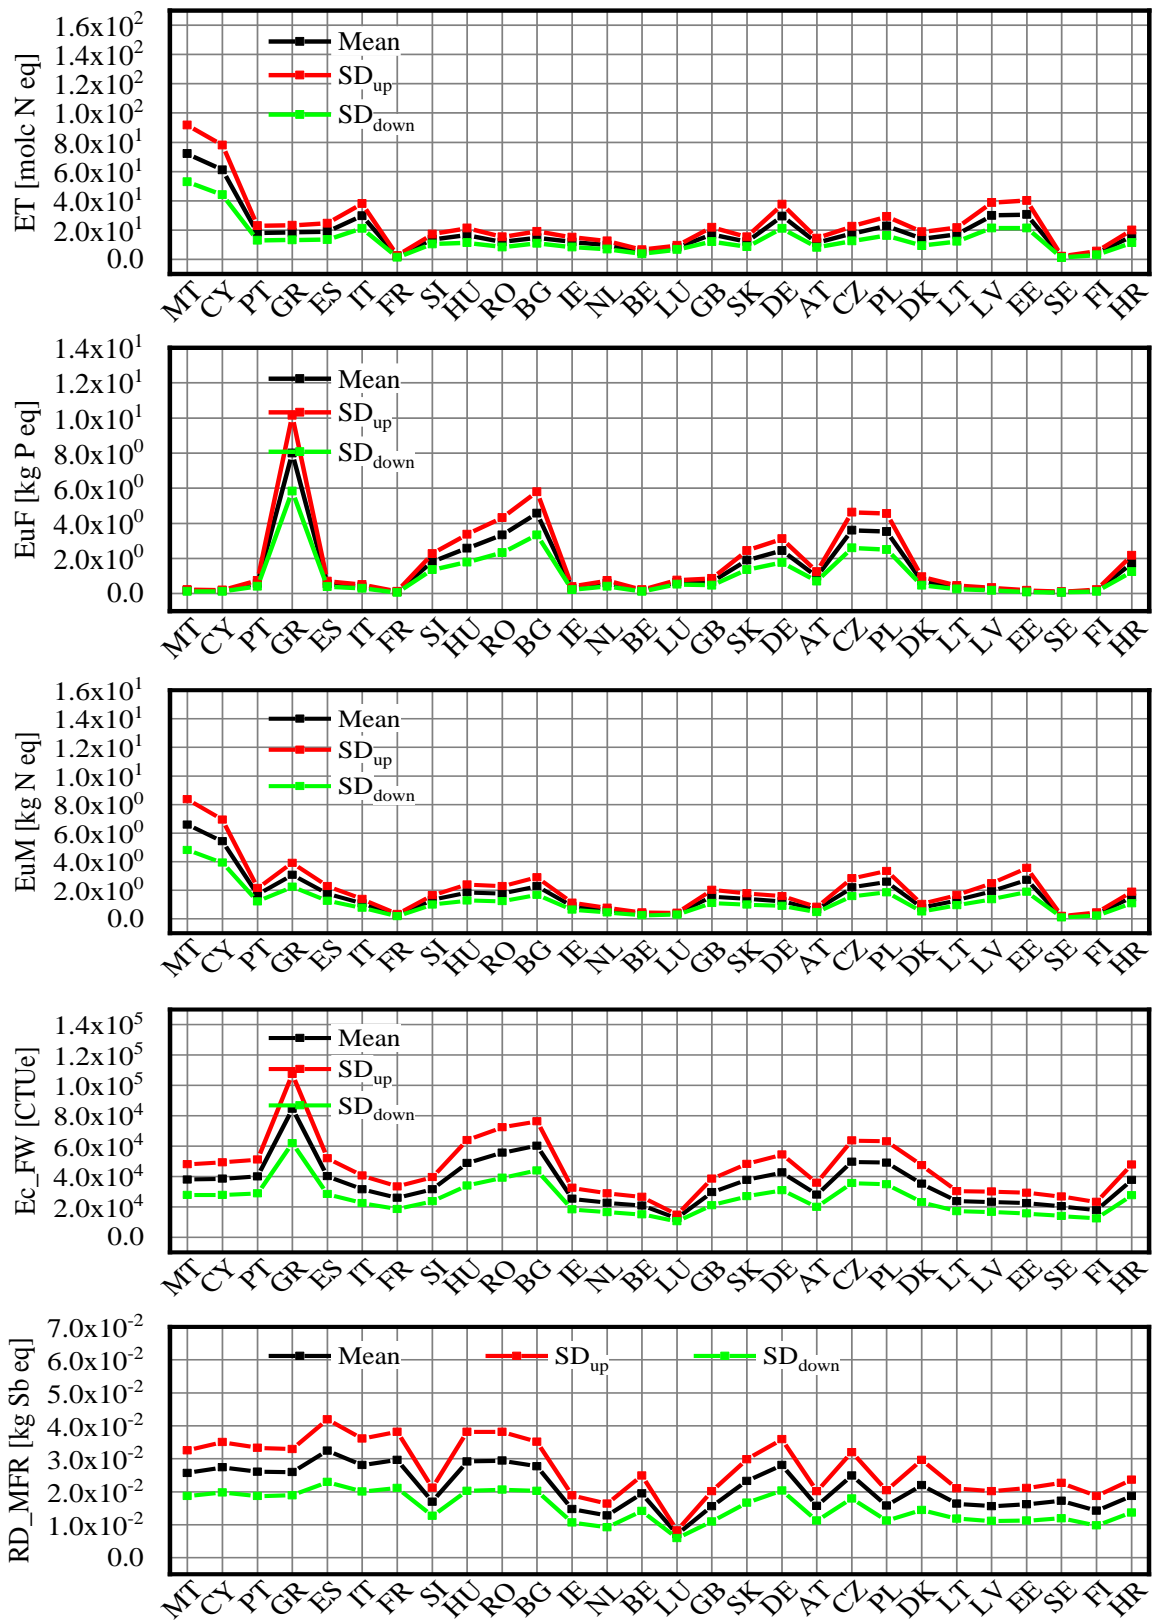 ET [molc N eq]
1.6x10²
1.4x10²
1.2x10²
1.0x10²
8.0x10¹
6.0x10¹
4.0x10¹
2.0x10¹
0.0
Mean
SD_up
SD_down
MT CY PT GR ES IT FR SI HU RO BG IE NL BE LU GB SK DE AT CZ PL DK LT LV EE SE FI HR
EuF [kg P eq]
1.4x10¹
1.2x10¹
1.0x10¹
8.0x10⁰
6.0x10⁰
4.0x10⁰
2.0x10⁰
0.0
Mean
SD_up
SD_down
MT CY PT GR ES IT FR SI HU RO BG IE NL BE LU GB SK DE AT CZ PL DK LT LV EE SE FI HR
EuM [kg N eq]
1.6x10¹
1.4x10¹
1.2x10¹
1.0x10¹
8.0x10⁰
6.0x10⁰
4.0x10⁰
2.0x10⁰
0.0
Mean
SD_up
SD_down
MT CY PT GR ES IT FR SI HU RO BG IE NL BE LU GB SK DE AT CZ PL DK LT LV EE SE FI HR
Ec_FW [CTUe]
1.4x10⁵
1.2x10⁵
1.0x10⁵
8.0x10⁴
6.0x10⁴
4.0x10⁴
2.0x10⁴
0.0
Mean
SD_up
SD_down
MT CY PT GR ES IT FR SI HU RO BG IE NL BE LU GB SK DE AT CZ PL DK LT LV EE SE FI HR
RD_MFR [kg Sb eq]
7.0x10⁻²
6.0x10⁻²
5.0x10⁻²
4.0x10⁻²
3.0x10⁻²
2.0x10⁻²
1.0x10⁻²
0.0
Mean SD_up SD_down
MT CY PT GR ES IT FR SI HU RO BG IE NL BE LU GB SK DE AT CZ PL DK LT LV EE SE FI HR